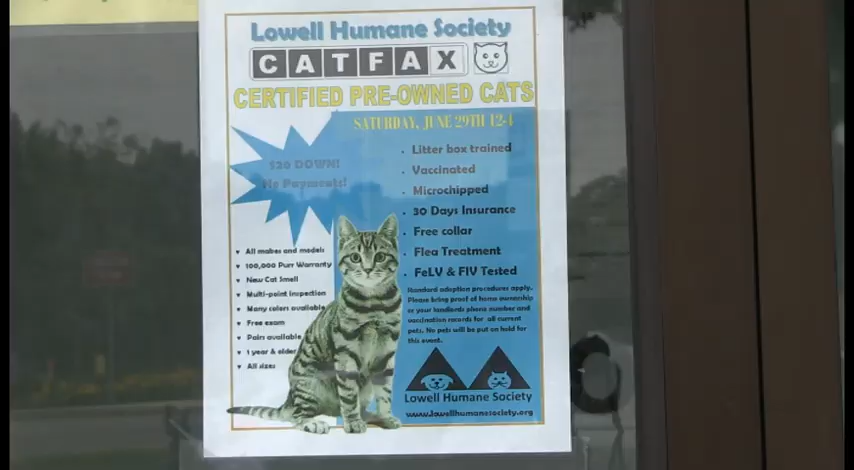 Lowell Humane Society
CATFAX
CERTIFIED PRE-OWNED CATS
SATURDAY, JUNE 29TH 12-4
$20 DOWN!
No Payments!
• Litter box trained
• Vaccinated
• Microchipped
• 30 Days Insurance
• Free collar
• Flea Treatment
• FeLV & FIV Tested
♥ All makes and models
♥ 100,000 Purr Warranty
♥ New Cat Smell
♥ Multi-point inspection
♥ Many colors available
♥ Free exam
♥ Pairs available
♥ 1 year & older
♥ All sizes
Standard adoption procedures apply.
Please bring proof of home ownership
or your landlords phone number and
vaccination records for all current
pets. No pets will be put on hold for
this event.
Lowell Humane Society
www.lowellhumanesociety.org